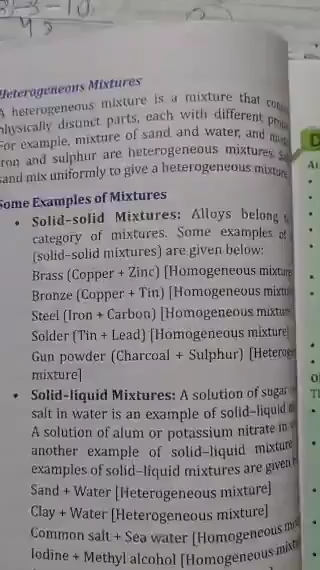 Heterogeneous Mixtures
A heterogeneous mixture is a mixture that
physically distinct parts, each with different
For example, mixture of sand and water, and
iron and sulphur are heterogeneous mixtures.
sand mix uniformly to give a heterogeneous mixture
Some Examples of Mixtures
• Solid-solid Mixtures: Alloys belong
category of mixtures. Some examples of
(solid-solid mixtures) are given below:
Brass (Copper + Zinc) [Homogeneous mixture
Bronze (Copper + Tin) [Homogeneous
Steel (Iron + Carbon) [Homogeneous
Solder (Tin + Lead) [Homogeneous mixture]
Gun powder (Charcoal + Sulphur)
mixture]
• Solid-liquid Mixtures: A solution of sugar
salt in water is an example of solid-liquid
A solution of alum or potassium nitrate in
another example of solid-liquid mixture
examples of solid-liquid mixtures are given
Sand + Water [Heterogeneous mixture]
Clay + Water [Heterogeneous mixture]
Common salt + Sea water [Homogeneous
Iodine + Methyl alcohol [Homogeneous
D